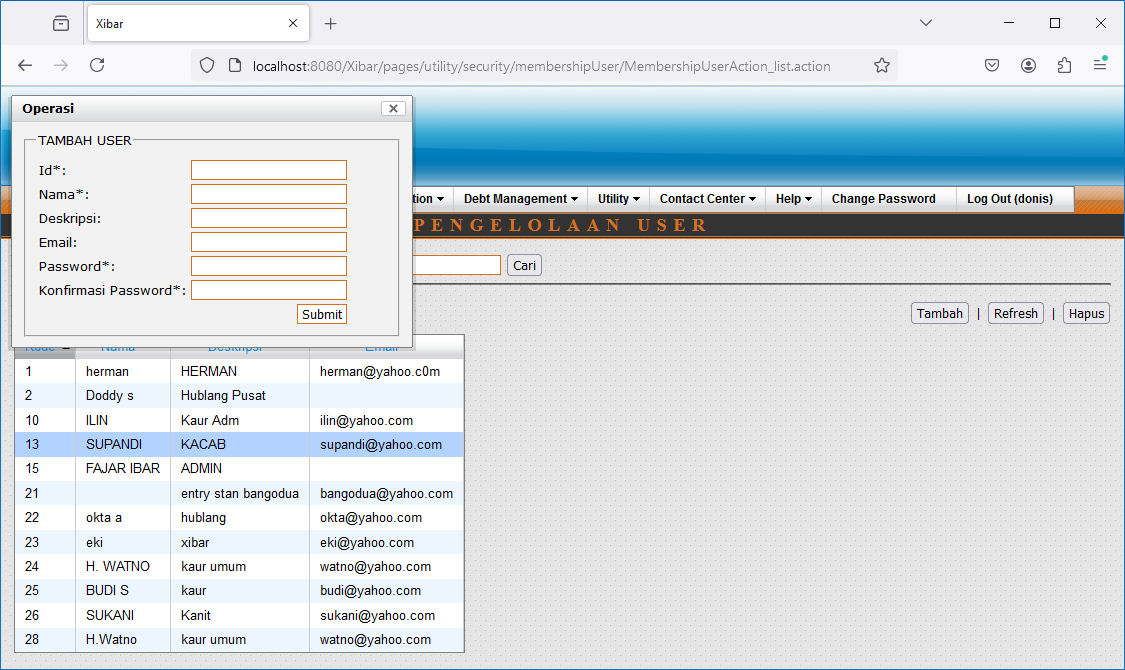 Xibar
localhost:8080/Xibar/pages/utility/security/membershipUser/MembershipUserAction_list.action
Operasi
TAMBAH USER
Id*:
Nama*:
Deskripsi:
Email:
Password*:
Konfirmasi Password*:
Submit
tion Debt Management Utility Contact Center Help Change Password Log Out (donis)
PENGELOLAAN USER
Cari
Tambah | Refresh | Hapus
Kode Nama Deskripsi Email
1 herman HERMAN herman@yahoo.c0m
2 Doddy s Hublang Pusat
10 ILIN Kaur Adm ilin@yahoo.com
13 SUPANDI KACAB supandi@yahoo.com
15 FAJAR IBAR ADMIN
21 entry stan bangodua bangodua@yahoo.com
22 okta a hublang okta@yahoo.com
23 eki xibar eki@yahoo.com
24 H. WATNO kaur umum watno@yahoo.com
25 BUDI S kaur budi@yahoo.com
26 SUKANI Kanit sukani@yahoo.com
28 H.Watno kaur umum watno@yahoo.com